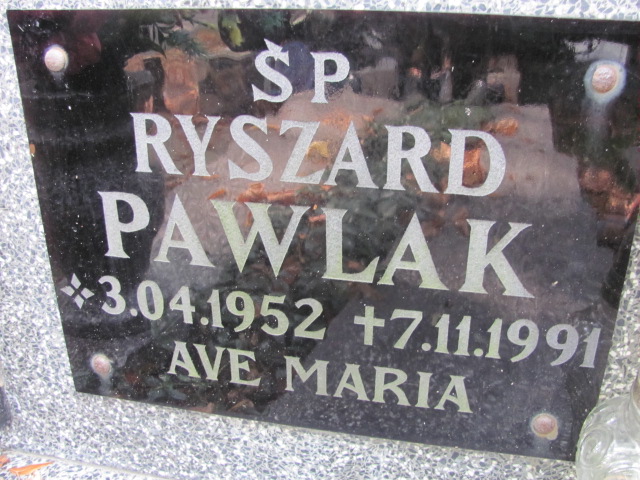 ŚP
RYSZARD
PAWLAK
3.04.1952 †7.11.1991
AVE MARIA